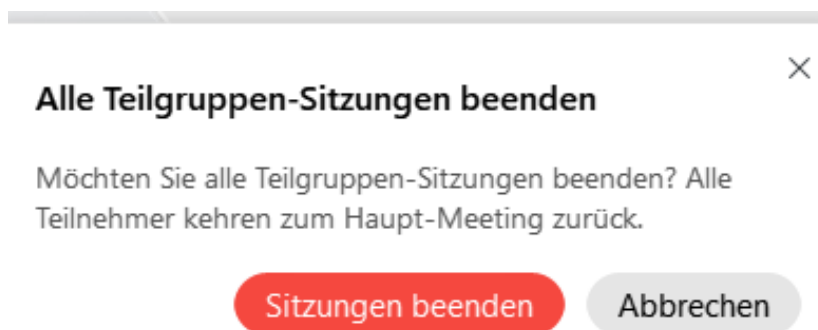 Alle Teilgruppen-Sitzungen beenden
Möchten Sie alle Teilgruppen-Sitzungen beenden? Alle
Teilnehmer kehren zum Haupt-Meeting zurück.
Sitzungen beenden Abbrechen